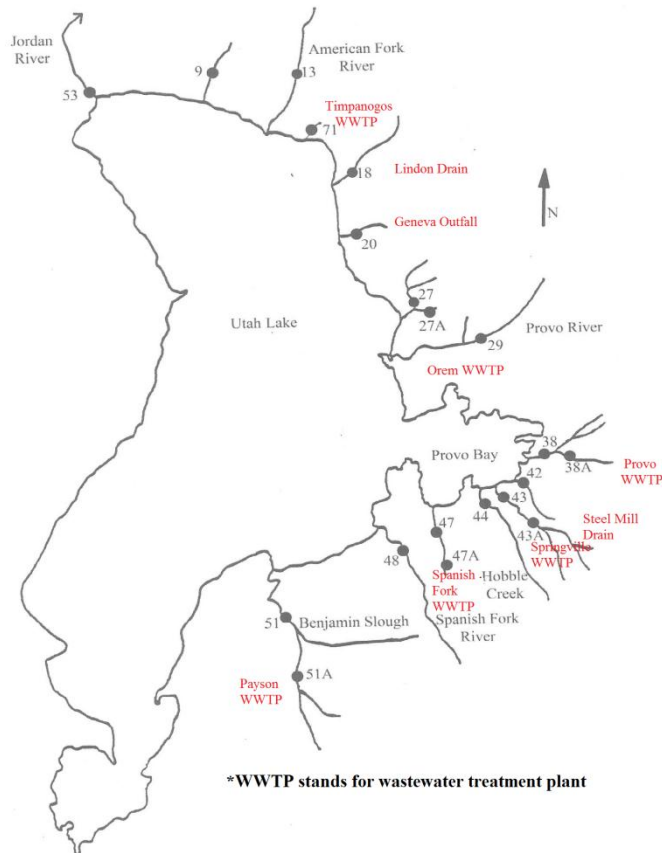 Jordan
River
53
9
13
American Fork
River
Timpanogos
WWTP
71
18
Lindon Drain
Geneva Outfall
20
N
Utah Lake
27
27A
29
Provo River
Orem WWTP
Provo Bay
38
38A
Provo
WWTP
42
43
44
Steel Mill
Drain
43A
Springville
WWTP
47
47A
48
Spanish
Fork
WWTP
Hobble
Creek
Spanish Fork
River
51
Benjamin Slough
51A
Payson
WWTP
*WWTP stands for wastewater treatment plant